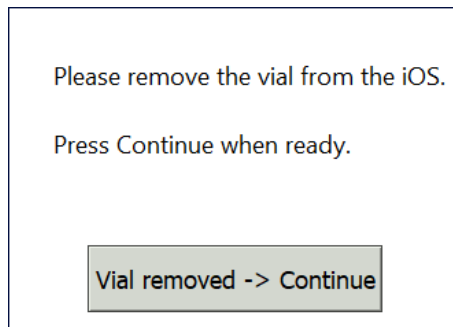 Please remove the vial from the iOS.
Press Continue when ready.
Vial removed -> Continue